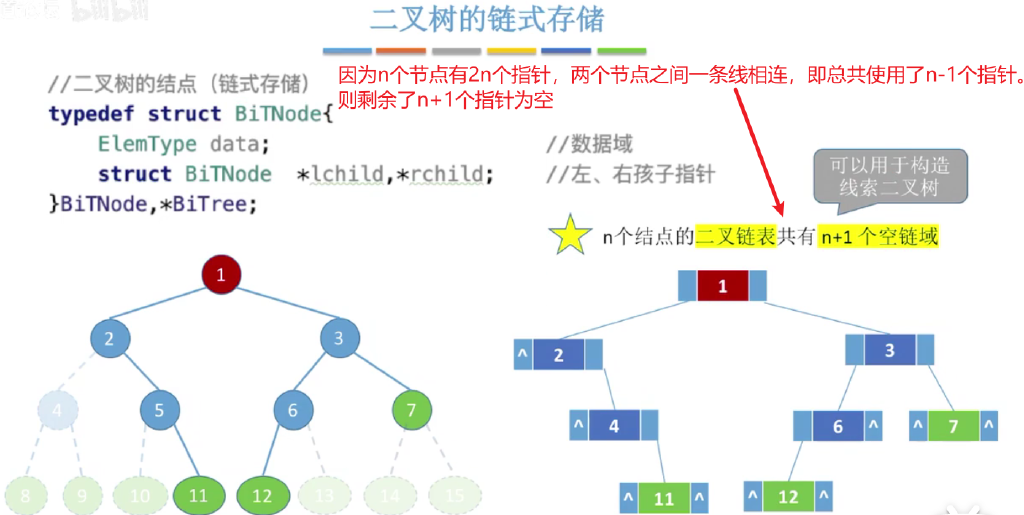 bilibili
二叉树的链式存储
因为n个节点有2n个指针，两个节点之间一条线相连，即总共使用了n-1个指针。
则剩余了n+1个指针为空
//二叉树的结点（链式存储）
typedef struct BiTNode{
ElemType data; //数据域
struct BiTNode *lchild,*rchild; //左、右孩子指针
}BiTNode,*BiTree;
可以用于构造
线索二叉树
n个结点的二叉链表共有 n+1 个空链域
1
2 3
4 5 6 7
8 9 10 11 12 13 14 15
1
^ 2 3
^ 4 6 ^ ^ 7 ^
^ 11 ^ ^ 12 ^